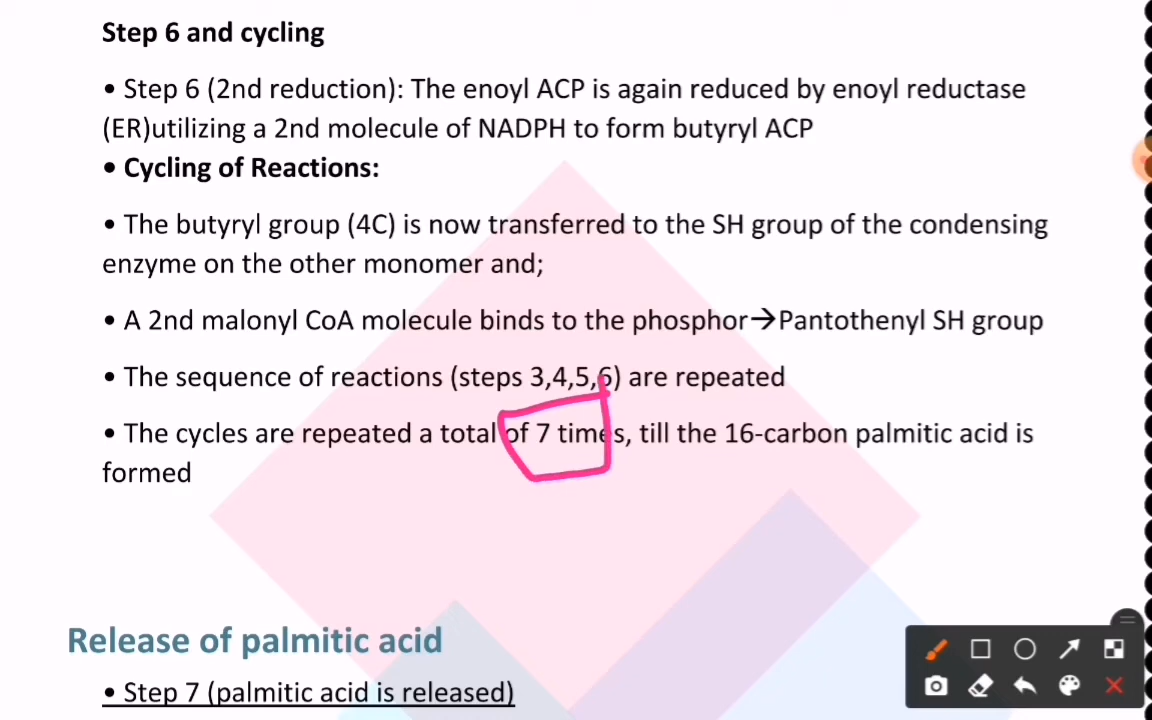 Step 6 and cycling
• Step 6 (2nd reduction): The enoyl ACP is again reduced by enoyl reductase
(ER)utilizing a 2nd molecule of NADPH to form butyryl ACP
• Cycling of Reactions:
• The butyryl group (4C) is now transferred to the SH group of the condensing
enzyme on the other monomer and;
• A 2nd malonyl CoA molecule binds to the phosphor→Pantothenyl SH group
• The sequence of reactions (steps 3,4,5,6) are repeated
• The cycles are repeated a total of 7 times, till the 16-carbon palmitic acid is
formed
Release of palmitic acid
• Step 7 (palmitic acid is released)